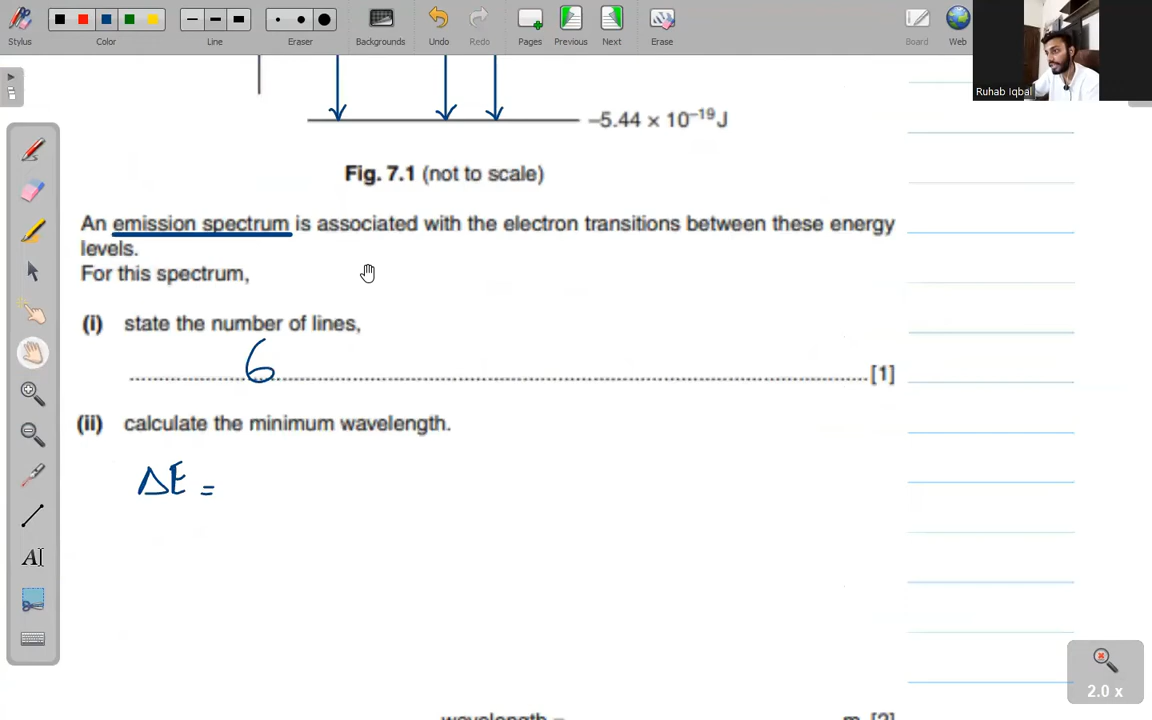 Stylus
Color
Line
Eraser
Backgrounds
Undo
Redo
Pages
Previous
Next
Erase
Board
Web
Ruhab Iqbal
–5.44 × 10⁻¹⁹ J
Fig. 7.1 (not to scale)
An emission spectrum is associated with the electron transitions between these energy
levels.
For this spectrum,
(i) state the number of lines,
6
[1]
(ii) calculate the minimum wavelength.
ΔE =
wavelength =
2.0 x